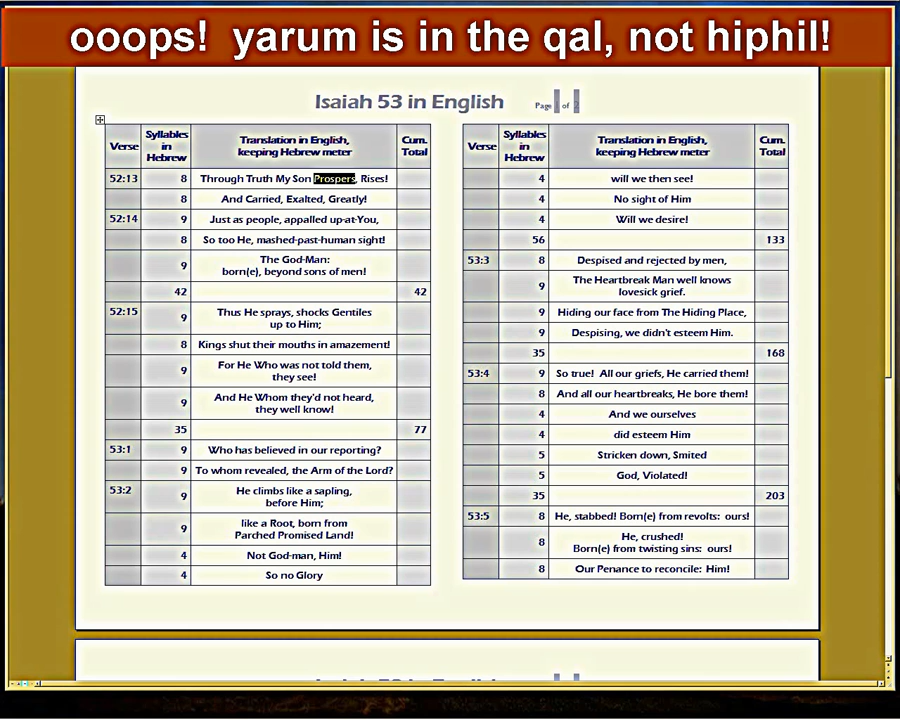 ooops! yarum is in the qal, not hiphil!
Isaiah 53 in English Page 1 of 2
Verse Syllables in Hebrew Translation in English, keeping Hebrew meter Cum. Total
52:13 8 Through Truth My Son Prospers, Rises!
8 And Carried, Exalted, Greatly!
52:14 9 Just as people, appalled up-at-You,
8 So too He, mashed-past-human sight!
9 The God-Man:
born(e), beyond sons of men!
42 42
52:15 9 Thus He sprays, shocks Gentiles
up to Him;
8 Kings shut their mouths in amazement!
9 For He Who was not told them,
they see!
9 And He Whom they'd not heard,
they well know!
35 77
53:1 9 Who has believed in our reporting?
9 To whom revealed, the Arm of the Lord?
53:2 9 He climbs like a sapling,
before Him;
9 like a Root, born from
Parched Promised Land!
4 Not God-man, Him!
4 So no Glory
Verse Syllables in Hebrew Translation in English, keeping Hebrew meter Cum. Total
4 will we then see!
4 No sight of Him
4 Will we desire!
56 133
53:3 8 Despised and rejected by men,
9 The Heartbreak Man well knows
lovesick grief.
9 Hiding our face from The Hiding Place,
9 Despising, we didn't esteem Him.
35 168
53:4 9 So true! All our griefs, He carried them!
8 And all our heartbreaks, He bore them!
4 And we ourselves
4 did esteem Him
5 Stricken down, Smited
5 God, Violated!
35 203
53:5 8 He, stabbed! Born(e) from revolts: ours!
8 He, crushed!
Born(e) from twisting sins: ours!
8 Our Penance to reconcile: Him!